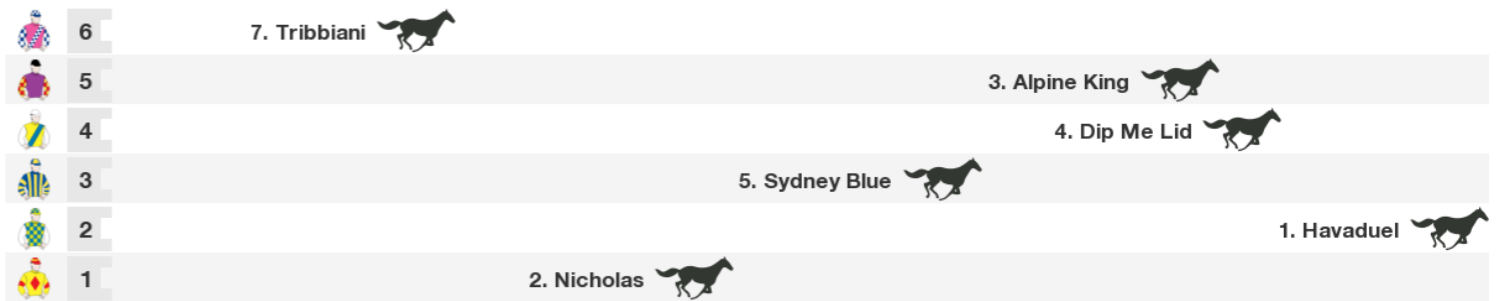 6 7. Tribbiani
5 3. Alpine King
4 4. Dip Me Lid
3 5. Sydney Blue
2 1. Havaduel
1 2. Nicholas